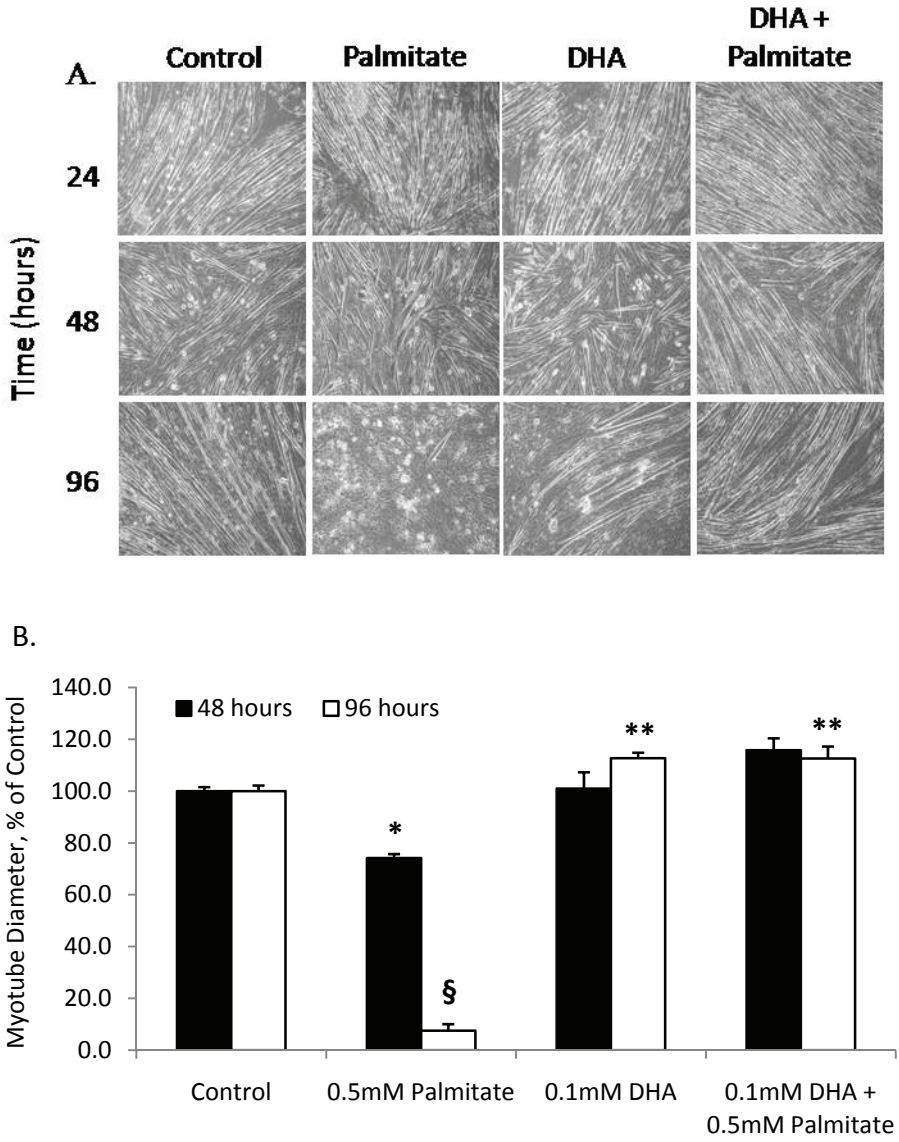 DHA +
Control Palmitate DHA Palmitate
A.
24
48
96
Time (hours)
B.
Myotube Diameter, % of Control
140.0
120.0
100.0
80.0
60.0
40.0
20.0
0.0
48 hours 96 hours
*
§
**
**
Control 0.5mM Palmitate 0.1mM DHA 0.1mM DHA +
0.5mM Palmitate